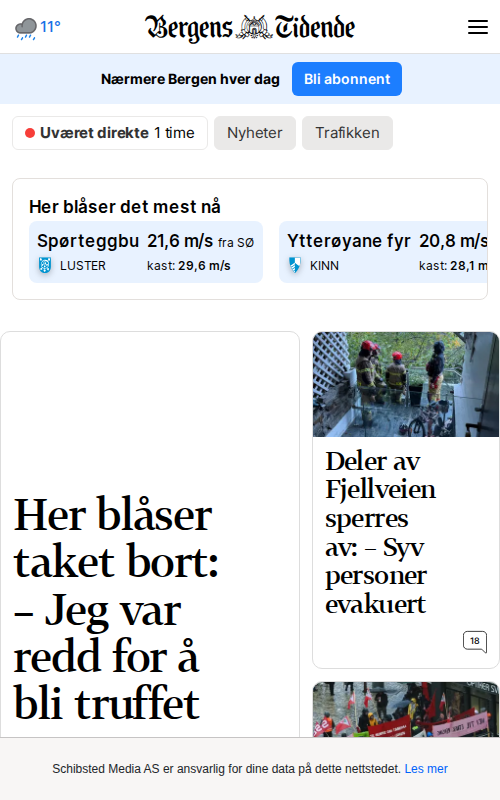 11°
Bergens Tidende
Nærmere Bergen hver dag
Bli abonnent
Uværet direkte 1 time
Nyheter
Trafikken
Her blåser det mest nå
Spørteggbu 21,6 m/s fra SØ
LUSTER kast: 29,6 m/s
Ytterøyane fyr 20,8 m/s
KINN kast: 28,1 m
Her blåser
taket bort:
– Jeg var
redd for å
bli truffet
Deler av
Fjellveien
sperres
av: – Syv
personer
evakuert
18
Schibsted Media AS er ansvarlig for dine data på dette nettstedet. Les mer